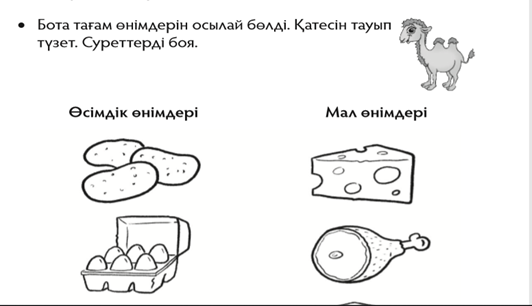 • Бота тағам өнімдерін осылай бөлді. Қатесін тауып
түзет. Суреттерді боя.
Өсімдік өнімдері
Мал өнімдері